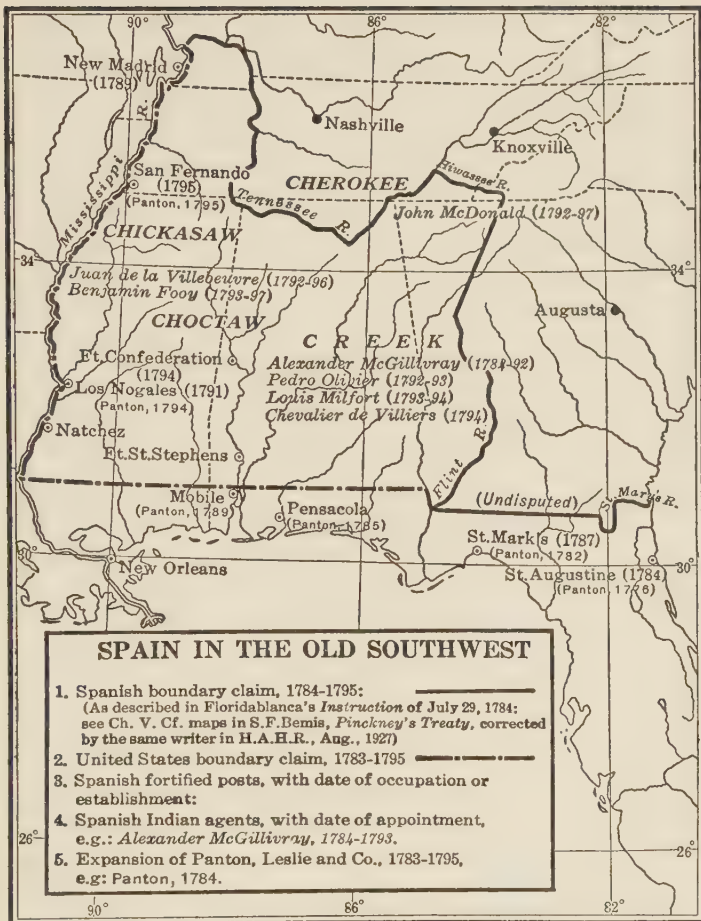 90°
86°
82°
New Madrid
(1789)
Nashville
Knoxville
Mississippi R.
San Fernando
(1795)
(Panton, 1795)
CHEROKEE
Hiwassee R.
Tennessee R.
John McDonald (1792-97)
CHICKASAW
34°
34°
Juan de la Villebeuvre (1792-96)
Benjamin Fooy (1793-97)
CHOCTAW
Augusta
CREEK
Ft. Confederation
(1794)
Alexander McGillivray (1784-92)
Pedro Olivier (1792-93)
Louis Milfort (1793-94)
Chevalier de Villiers (1794)
Los Nogales (1791)
(Panton, 1794)
Natchez
Ft. St. Stephens
Flint R.
Mobile
(Panton, 1789)
Pensacola
(Panton, 1785)
(Undisputed)
St. Mary's R.
St. Mark's (1787)
(Panton, 1782)
30°
30°
New Orleans
St. Augustine (1784)
(Panton, 1776)
SPAIN IN THE OLD SOUTHWEST
1. Spanish boundary claim, 1784-1795:
(As described in Floridablanca's Instruction of July 29, 1784:
see Ch. V. Cf. maps in S.F. Bemis, Pinckney's Treaty, corrected
by the same writer in H.A.H.R., Aug., 1927)
2. United States boundary claim, 1783-1795
3. Spanish fortified posts, with date of occupation or
establishment:
4. Spanish Indian agents, with date of appointment,
e.g.: Alexander McGillivray, 1784-1793.
5. Expansion of Panton, Leslie and Co., 1783-1795,
e.g: Panton, 1784.
26°
26°
90°
86°
82°